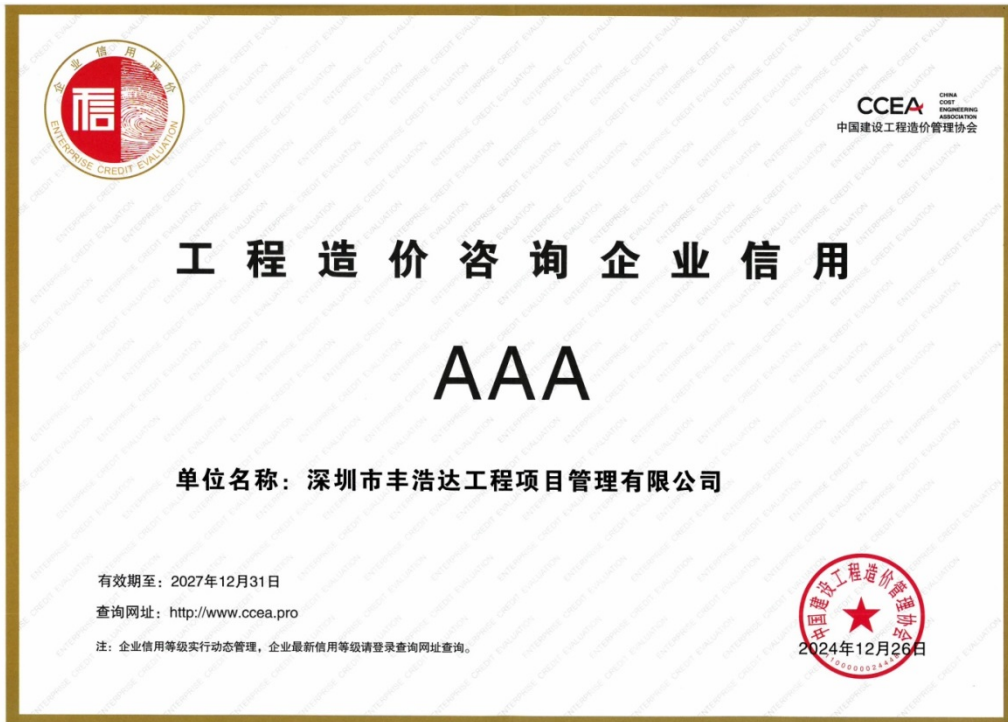 企业信用评价
信
ENTERPRISE CREDIT EVALUATION
CCEA
CHINA
COST
ENGINEERING
ASSOCIATION
中国建设工程造价管理协会
工程造价咨询企业信用
AAA
单位名称：深圳市丰浩达工程项目管理有限公司
有效期至：2027年12月31日
查询网址：http://www.ccea.pro
注：企业信用等级实行动态管理，企业最新信用等级请登录查询网址查询。
中国建设工程造价管理协会
2024年12月26日